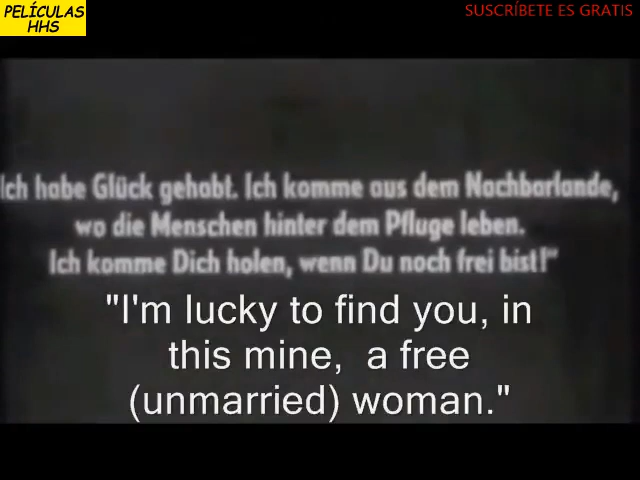 PELÍCULAS
HHS
SUSCRÍBETE ES GRATIS
Ich habe Glück gehabt. Ich komme aus dem Nachbarlande,
wo die Menschen hinter dem Pfluge leben.
Ich komme Dich holen, wenn Du noch frei bist!"
"I'm lucky to find you, in
this mine, a free
(unmarried) woman."